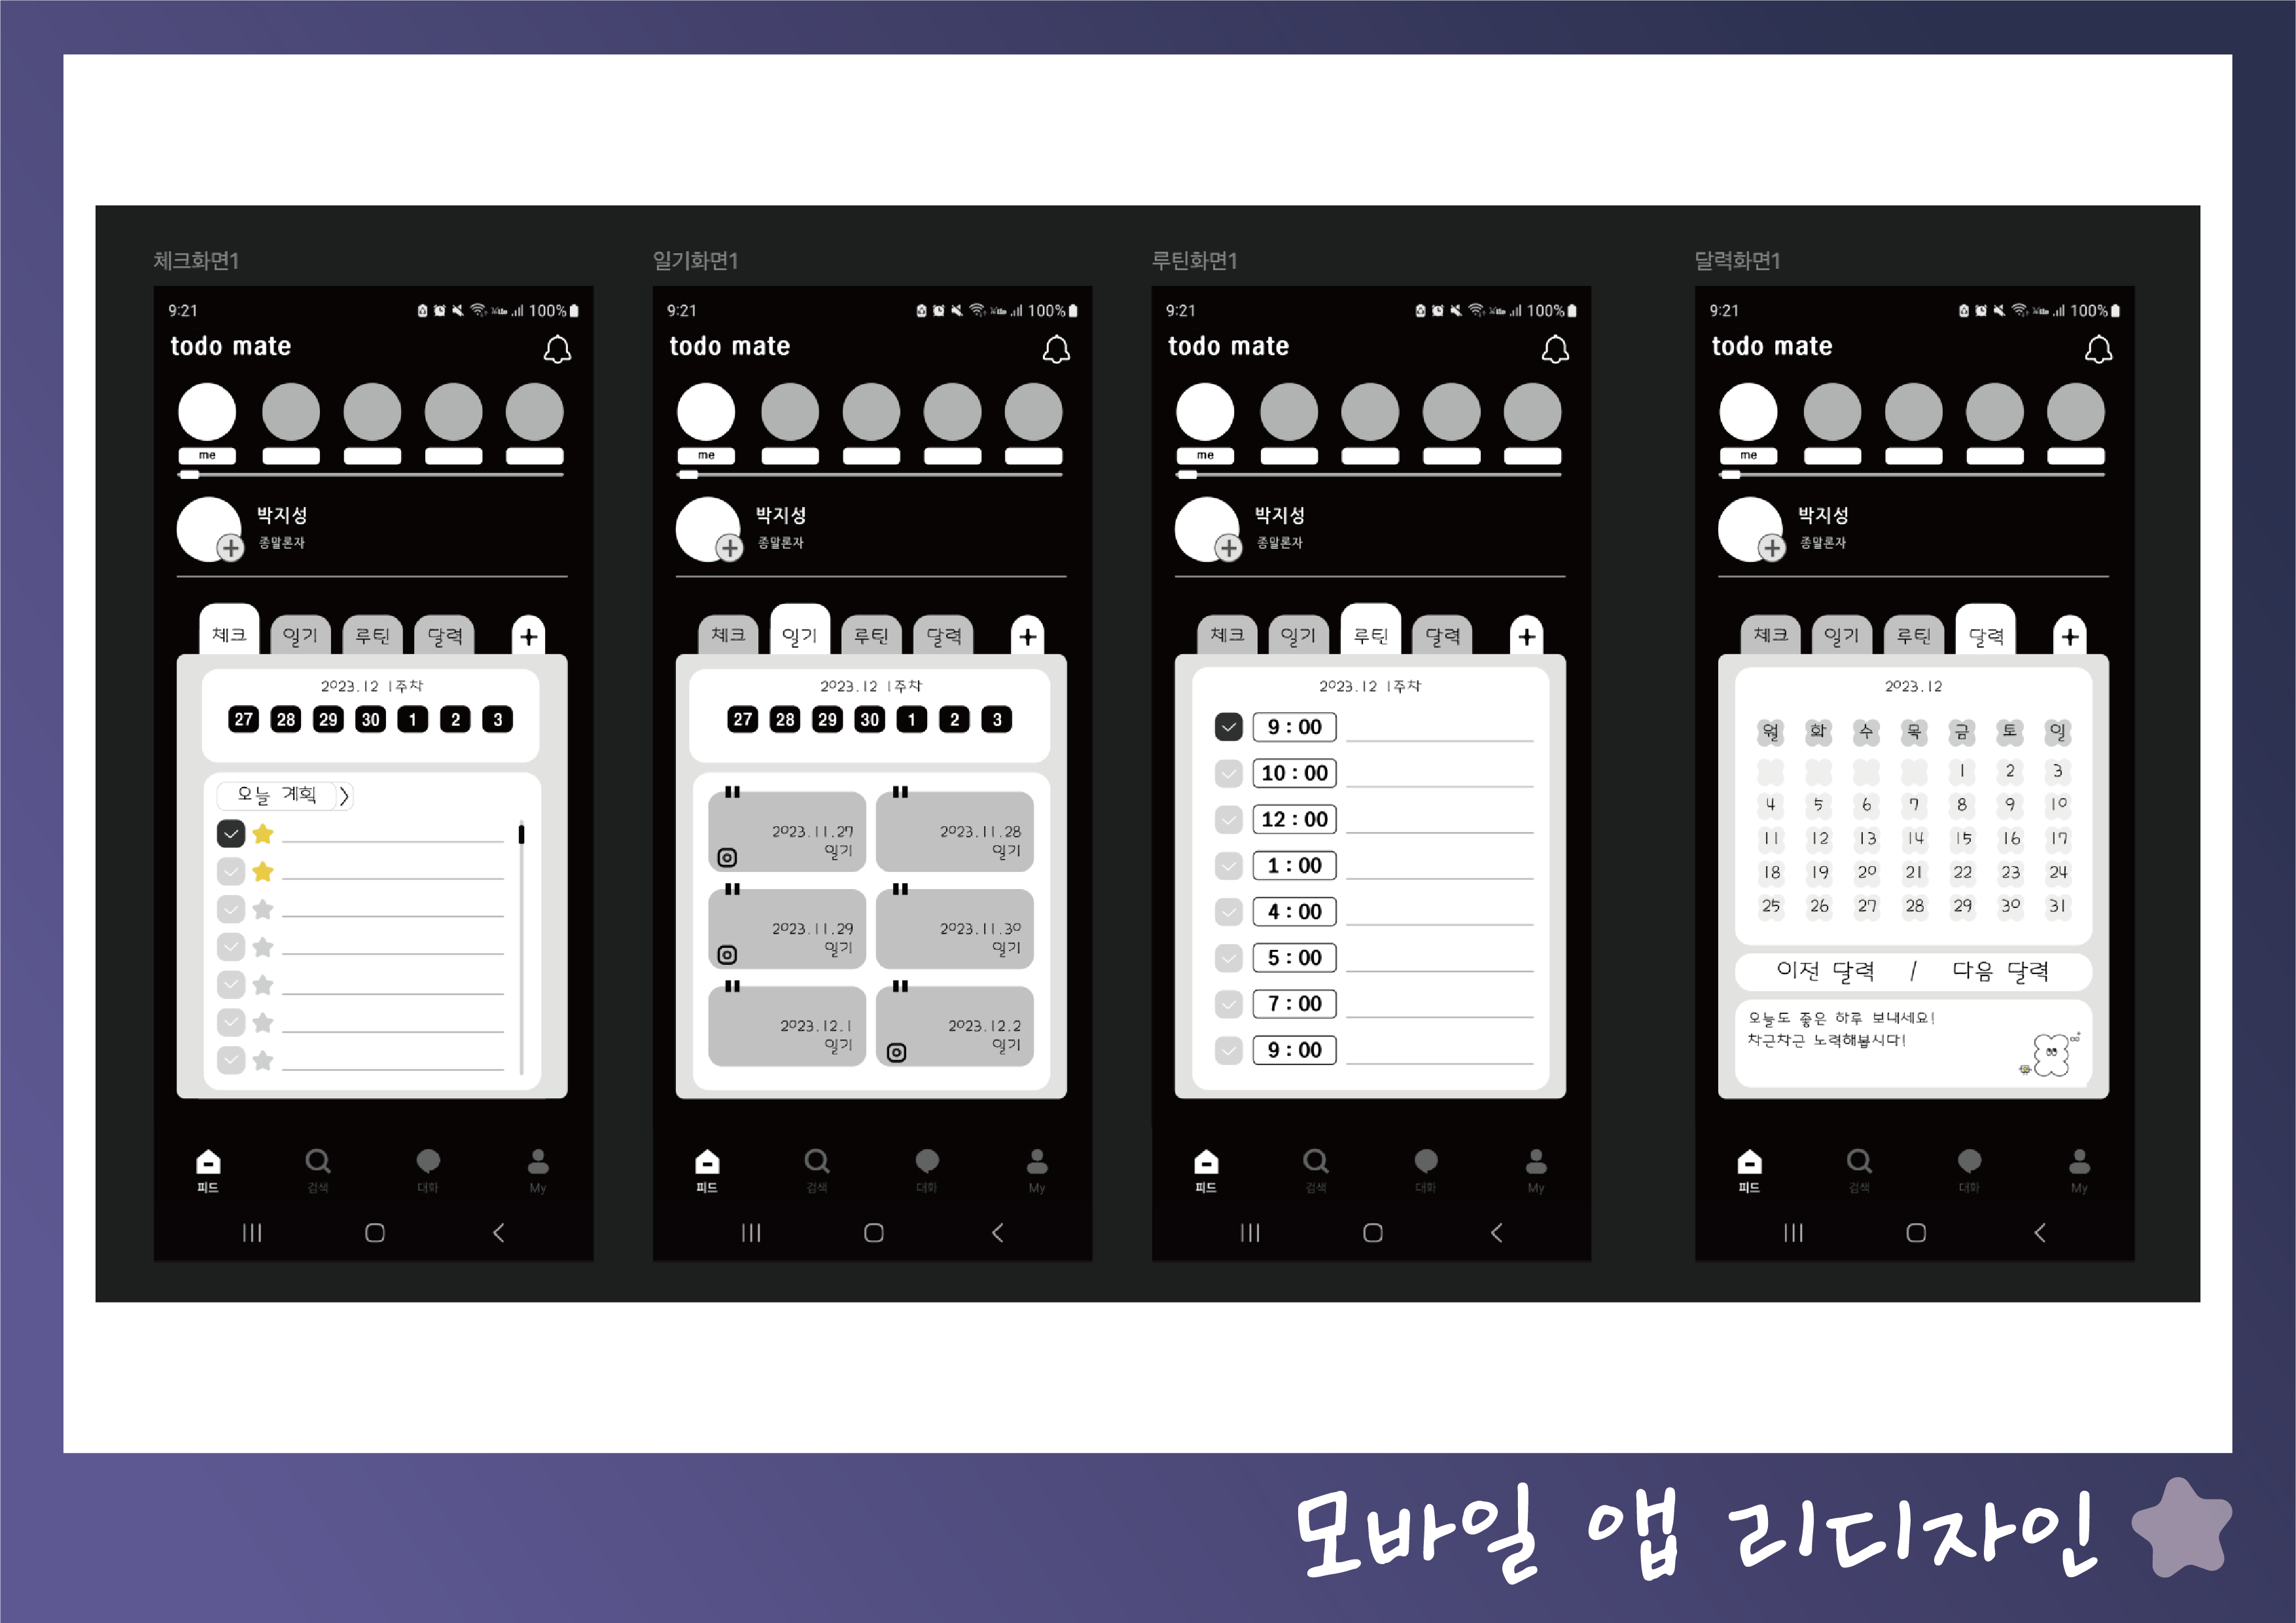 체크화면1
9:21
100%
todo mate
me
박지성
종말론자
체크 일기 루틴 달력 +
2023.12 1주차
27 28 29 30 1 2 3
오늘 계획 >
피드 검색 대화 My
일기화면1
9:21
100%
todo mate
me
박지성
종말론자
체크 일기 루틴 달력 +
2023.12 1주차
27 28 29 30 1 2 3
2023.11.27 2023.11.28
일기 일기
2023.11.29 2023.11.30
일기 일기
2023.12.1 2023.12.2
일기 일기
피드 검색 대화 My
루틴화면1
9:21
100%
todo mate
me
박지성
종말론자
체크 일기 루틴 달력 +
2023.12 1주차
9 : 00
10 : 00
12 : 00
1 : 00
4 : 00
5 : 00
7 : 00
9 : 00
피드 검색 대화 My
달력화면1
9:21
100%
todo mate
me
박지성
종말론자
체크 일기 루틴 달력 +
2023.12
월 화 수 목 금 토 일
1 2 3
4 5 6 7 8 9 10
11 12 13 14 15 16 17
18 19 20 21 22 23 24
25 26 27 28 29 30 31
이전 달력 / 다음 달력
오늘도 좋은 하루 보내세요!
차근차근 노력해봅시다!
피드 검색 대화 My
모바일 앱 리디자인